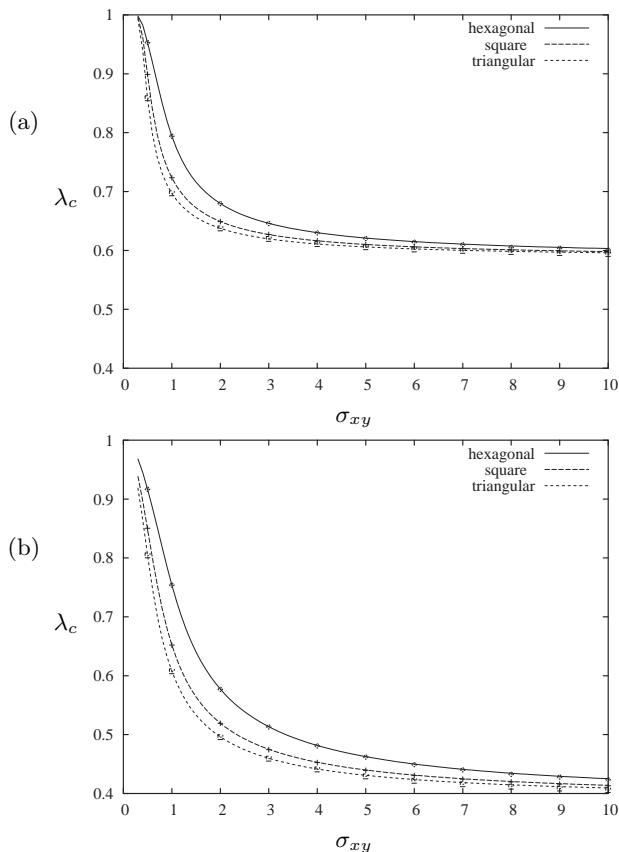 (a)
λc
1
0.9
0.8
0.7
0.6
0.5
0.4
0 1 2 3 4 5 6 7 8 9 10
σxy
hexagonal
square
triangular
(b)
λc
1
0.9
0.8
0.7
0.6
0.5
0.4
0 1 2 3 4 5 6 7 8 9 10
σxy
hexagonal
square
triangular